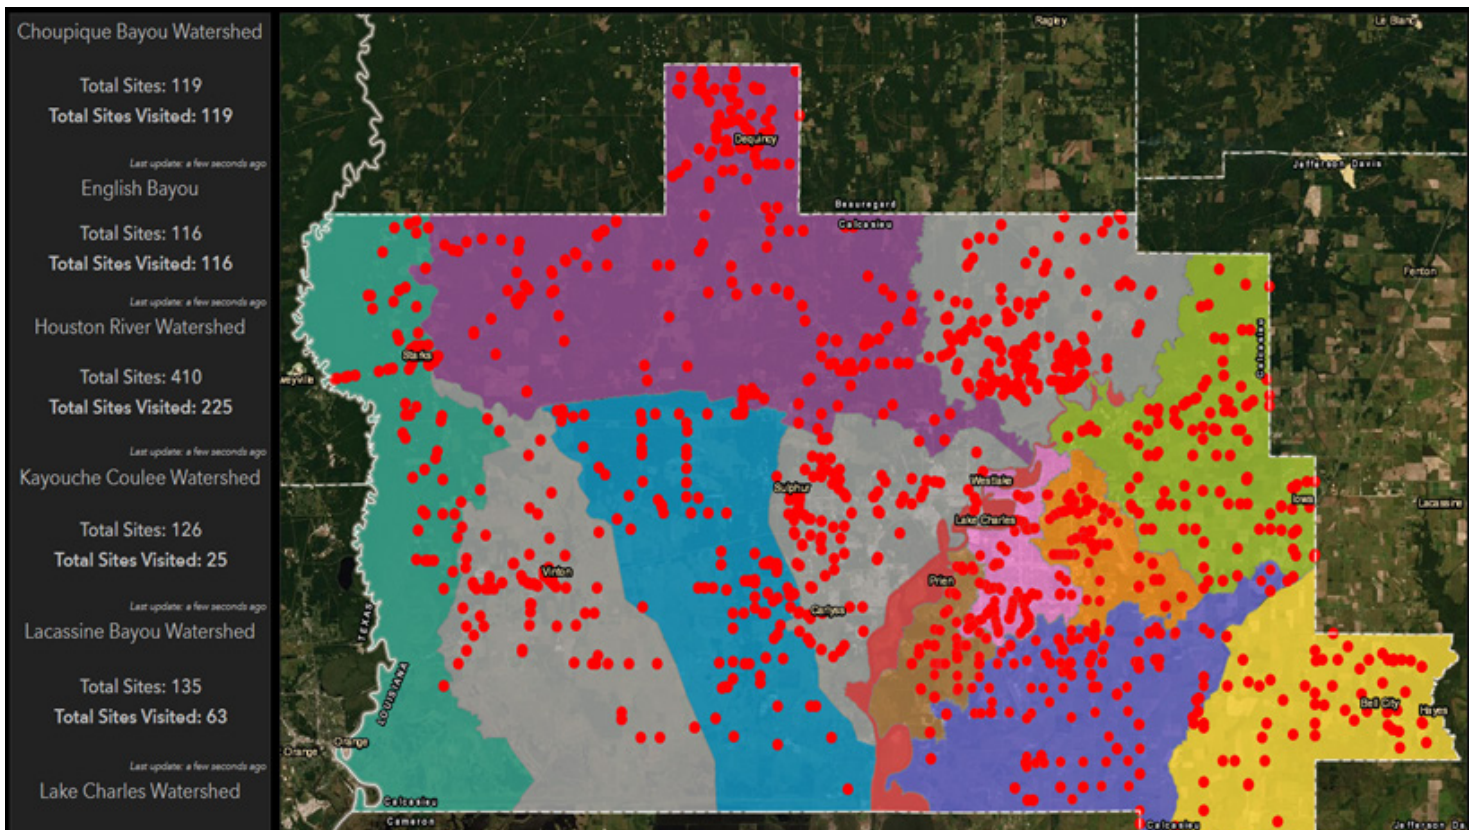 Choupique Bayou Watershed
Total Sites: 119
Total Sites Visited: 119
Last update: a few seconds ago
English Bayou
Total Sites: 116
Total Sites Visited: 116
Last update: a few seconds ago
Houston River Watershed
Total Sites: 410
Total Sites Visited: 225
Last update: a few seconds ago
Kayouche Coulee Watershed
Total Sites: 126
Total Sites Visited: 25
Last update: a few seconds ago
Lacassine Bayou Watershed
Total Sites: 135
Total Sites Visited: 63
Last update: a few seconds ago
Lake Charles Watershed
Ragley
Le Blanc
Dequincy
Jefferson Davis
Beauregard
Calcasieu
Fenton
Calcasieu
Starks
weyville
Westlake
Sulphur
Iowa
Lacassine
Lake Charles
Vinton
Prien
Carlyss
TEXAS
LOUISIANA
Bell City
Hayes
Orange
Orange
Calcasieu
Cameron
Calcasieu
Jefferson Da